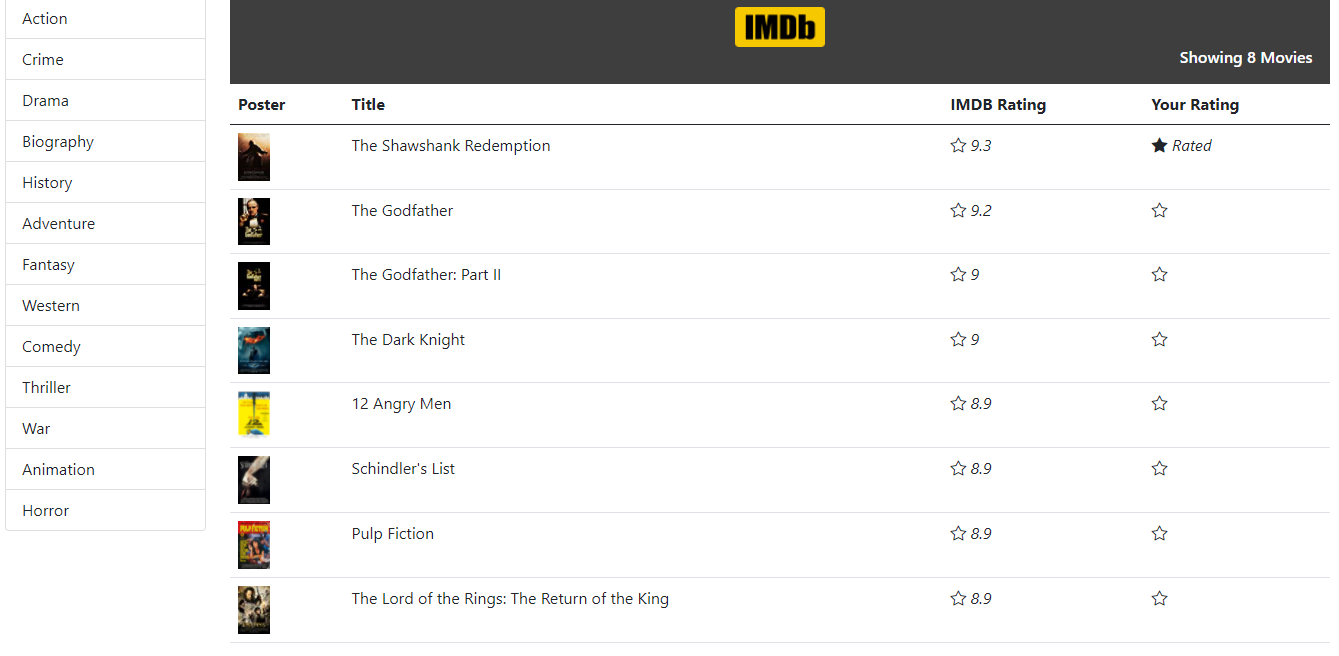 Action
Crime
Drama
Biography
History
Adventure
Fantasy
Western
Comedy
Thriller
War
Animation
Horror
IMDb
Showing 8 Movies
Poster Title IMDB Rating Your Rating
The Shawshank Redemption 9.3 Rated
The Godfather 9.2
The Godfather: Part II 9
The Dark Knight 9
12 Angry Men 8.9
Schindler's List 8.9
PULP FICTION
Pulp Fiction 8.9
The Lord of the Rings: The Return of the King 8.9